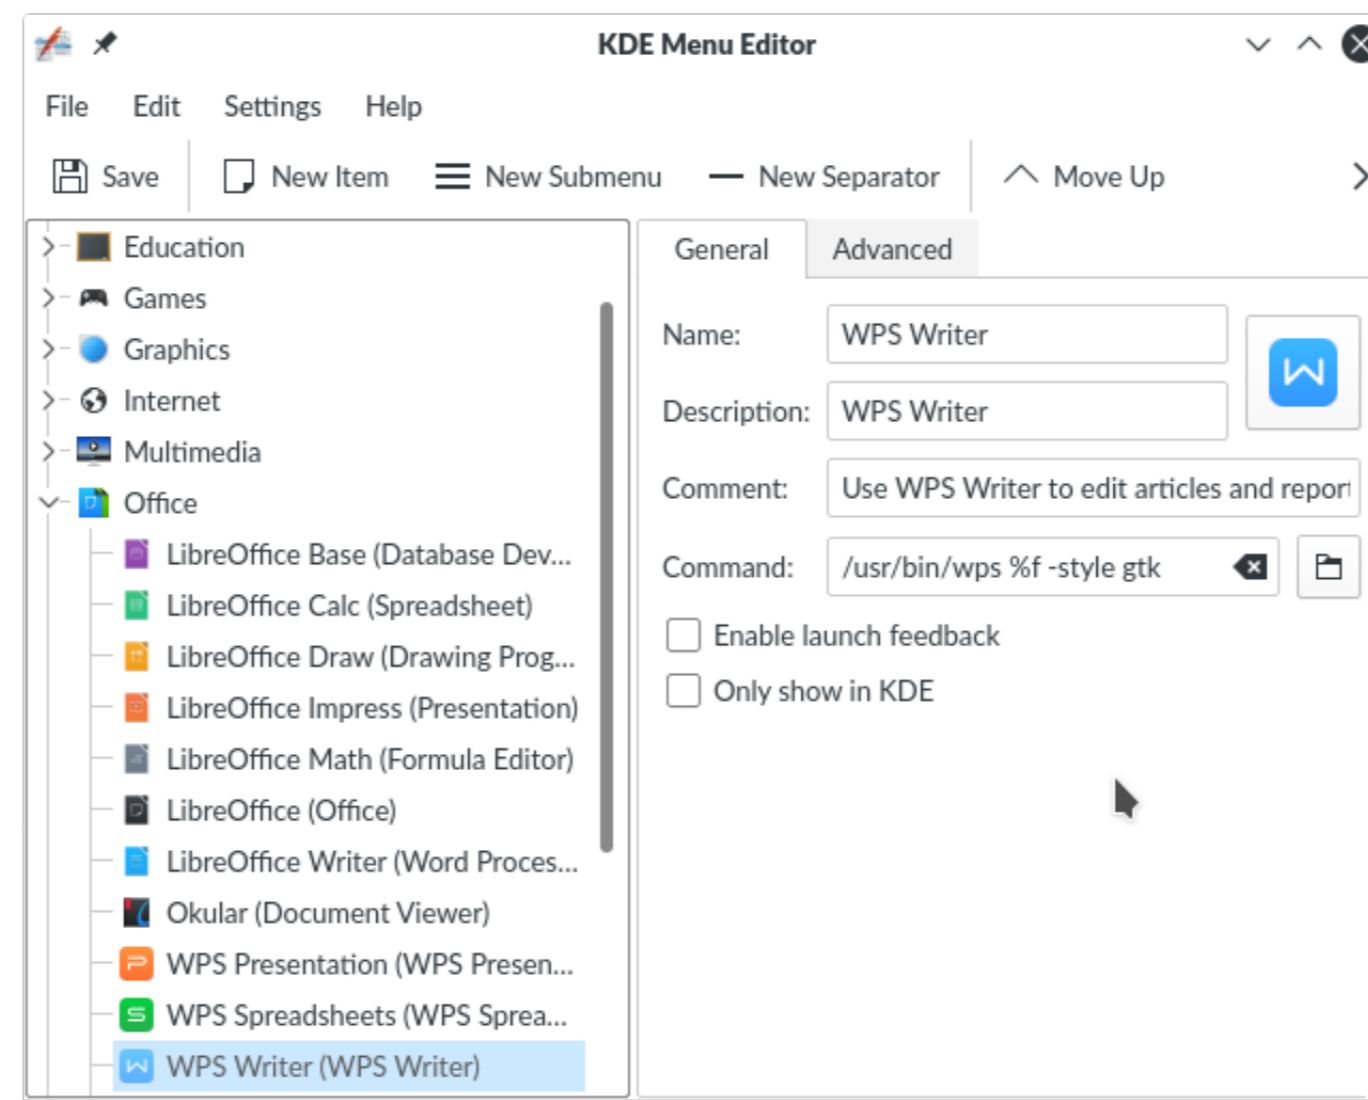 KDE Menu Editor
File Edit Settings Help
Save New Item New Submenu New Separator Move Up
Education
Games
Graphics
Internet
Multimedia
Office
LibreOffice Base (Database Dev...
LibreOffice Calc (Spreadsheet)
LibreOffice Draw (Drawing Prog...
LibreOffice Impress (Presentation)
LibreOffice Math (Formula Editor)
LibreOffice (Office)
LibreOffice Writer (Word Proces...
Okular (Document Viewer)
WPS Presentation (WPS Presen...
WPS Spreadsheets (WPS Sprea...
WPS Writer (WPS Writer)
General Advanced
Name: WPS Writer
Description: WPS Writer
Comment: Use WPS Writer to edit articles and report
Command: /usr/bin/wps %f -style gtk
Enable launch feedback
Only show in KDE